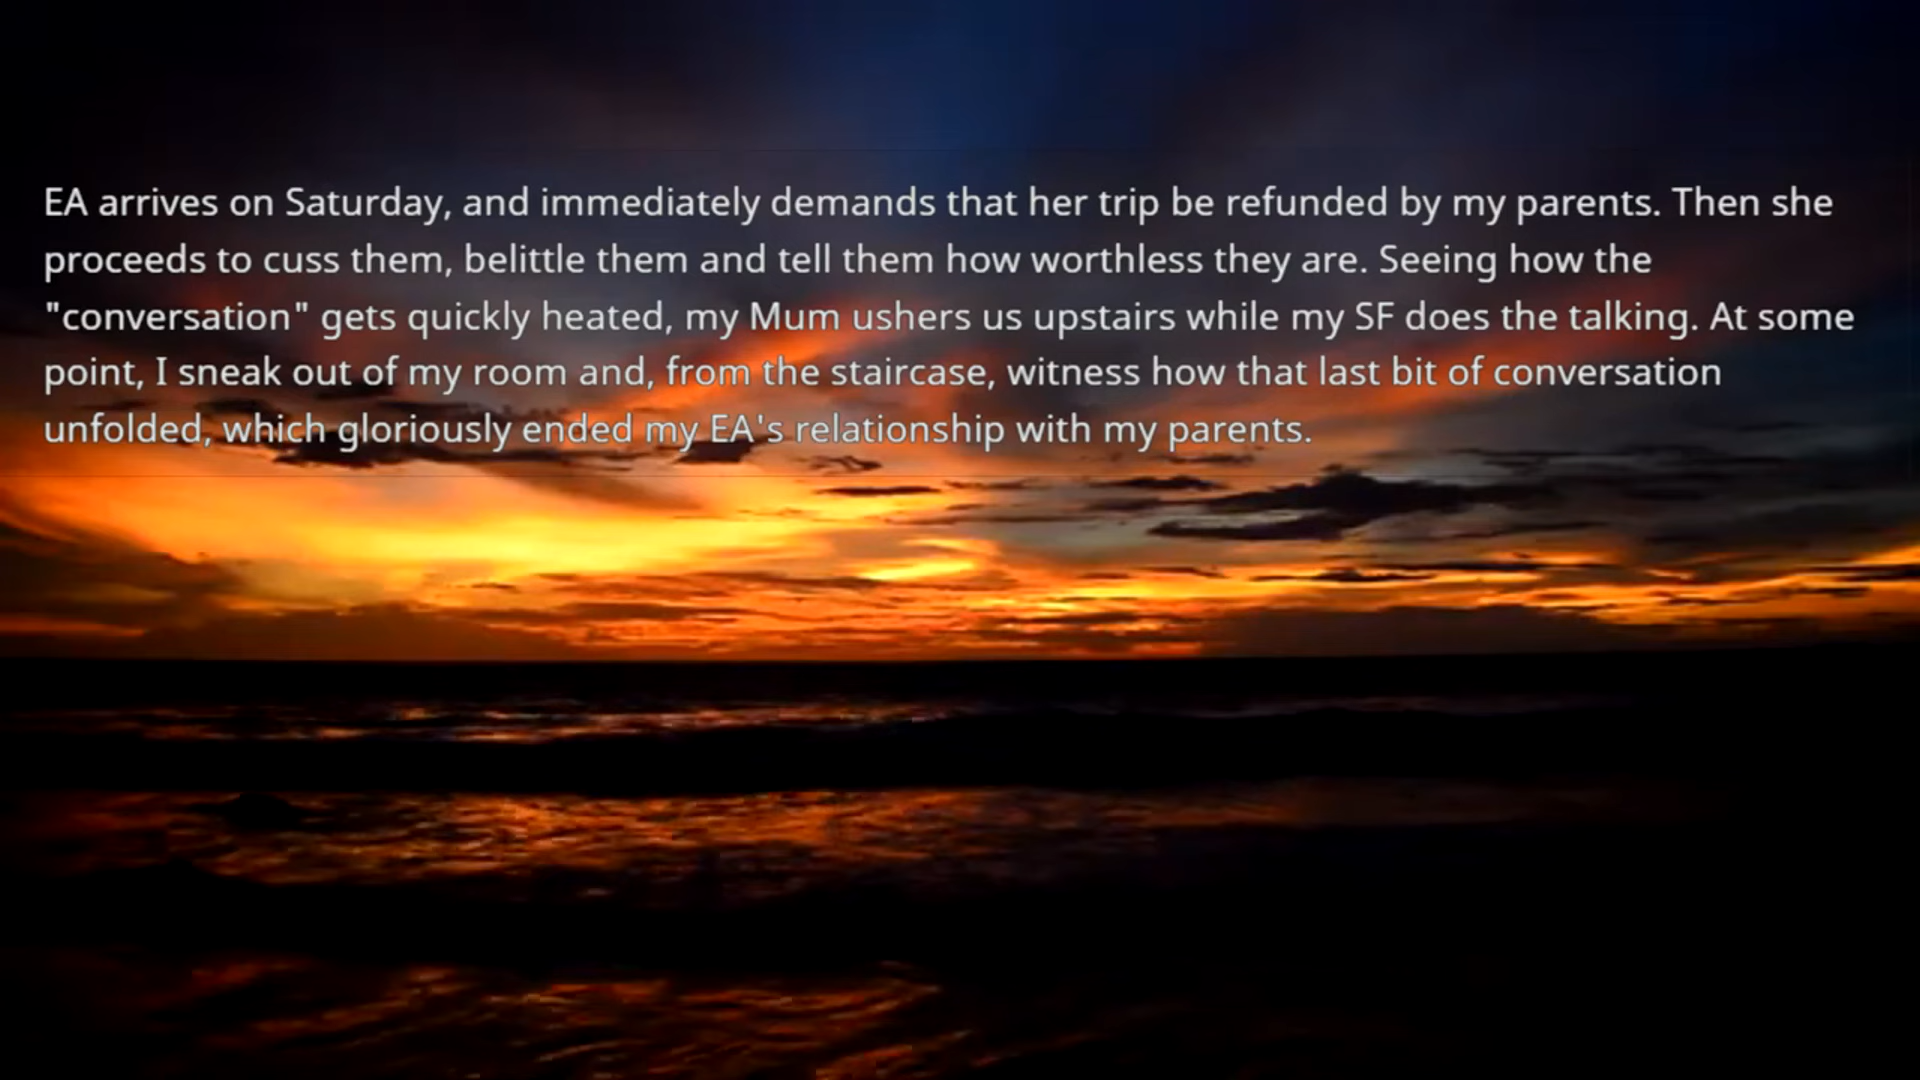 EA arrives on Saturday, and immediately demands that her trip be refunded by my parents. Then she
proceeds to cuss them, belittle them and tell them how worthless they are. Seeing how the
"conversation" gets quickly heated, my Mum ushers us upstairs while my SF does the talking. At some
point, I sneak out of my room and, from the staircase, witness how that last bit of conversation
unfolded, which gloriously ended my EA's relationship with my parents.